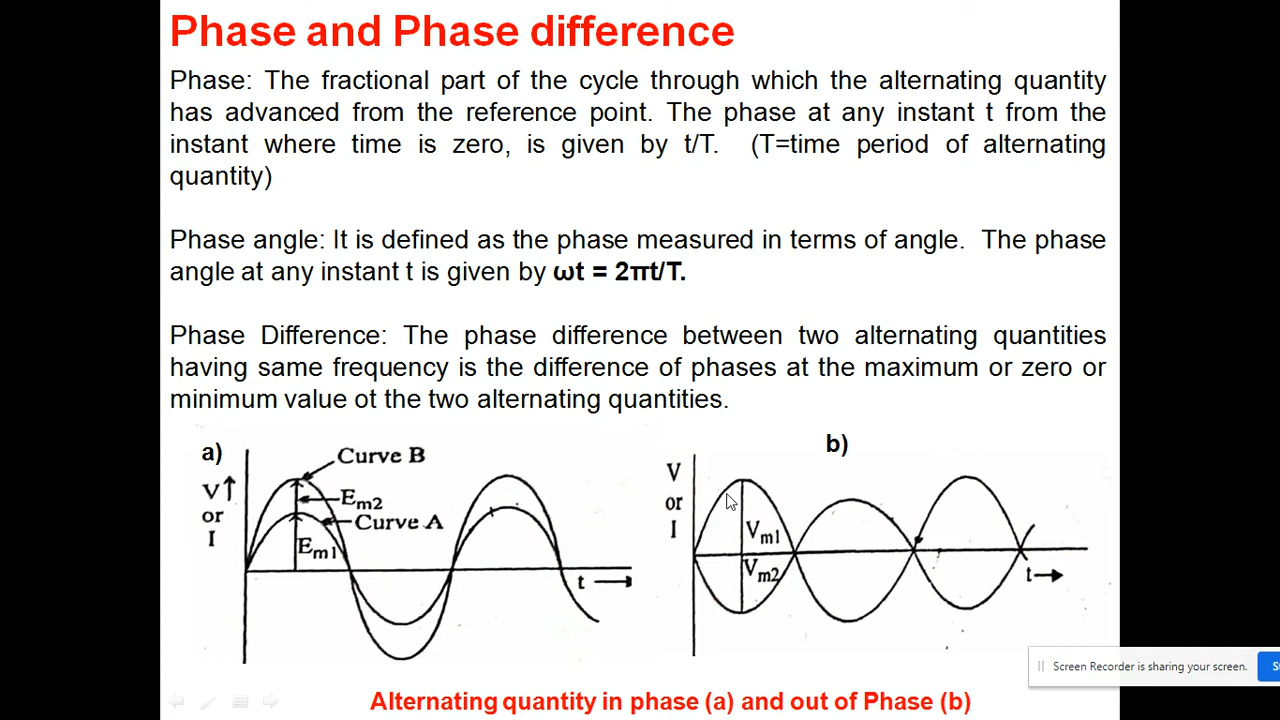 Phase and Phase difference
Phase: The fractional part of the cycle through which the alternating quantity
has advanced from the reference point. The phase at any instant t from the
instant where time is zero, is given by t/T. (T=time period of alternating
quantity)
Phase angle: It is defined as the phase measured in terms of angle. The phase
angle at any instant t is given by ωt = 2πt/T.
Phase Difference: The phase difference between two alternating quantities
having same frequency is the difference of phases at the maximum or zero or
minimum value ot the two alternating quantities.
a)
Curve B
V↑
or
I
Em2
Curve A
Em1
t
b)
V
or
I
Vm1
Vm2
t
Screen Recorder is sharing your screen.
Alternating quantity in phase (a) and out of Phase (b)